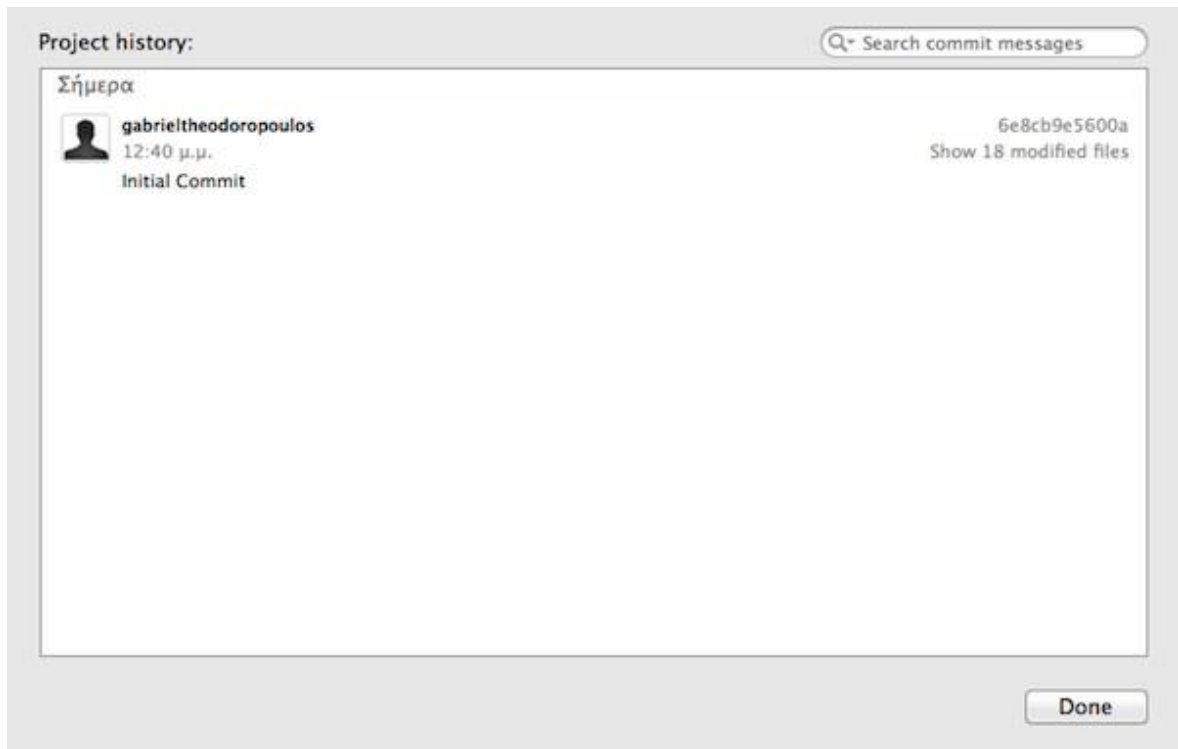 Project history:
Search commit messages
Σήμερα
gabrieltheodoropoulos
6e8cb9e5600a
12:40 μ.μ.
Show 18 modified files
Initial Commit
Done